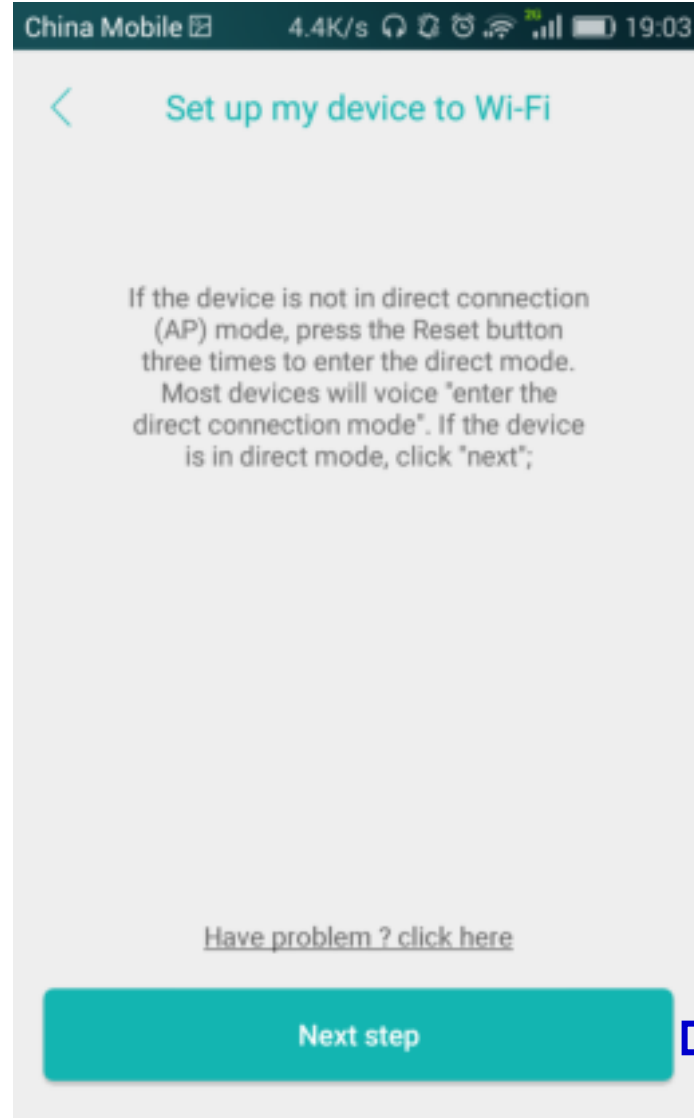 China Mobile 4.4K/s 2G 19:03
Set up my device to Wi-Fi
If the device is not in direct connection
(AP) mode, press the Reset button
three times to enter the direct mode.
Most devices will voice "enter the
direct connection mode". If the device
is in direct mode, click "next";
Have problem ? click here
Next step